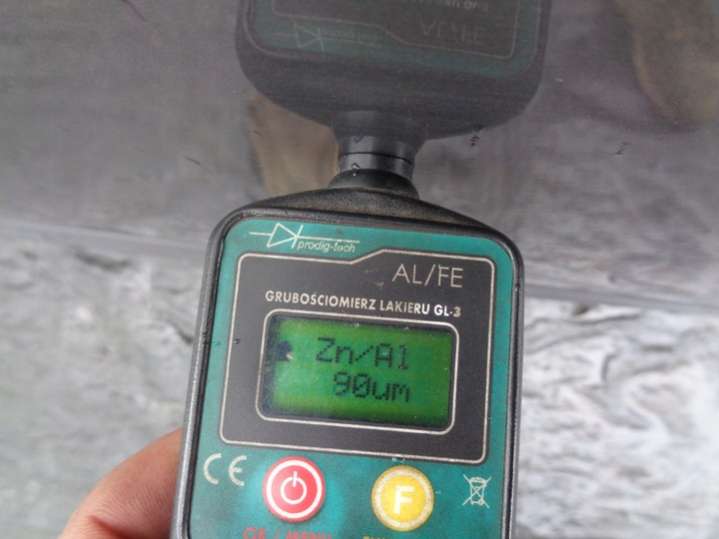 prodig-tech
AL/FE
GRUBOSCIOMIERZ LAKIERU GL-3
Zn/Al
90um
CE
F